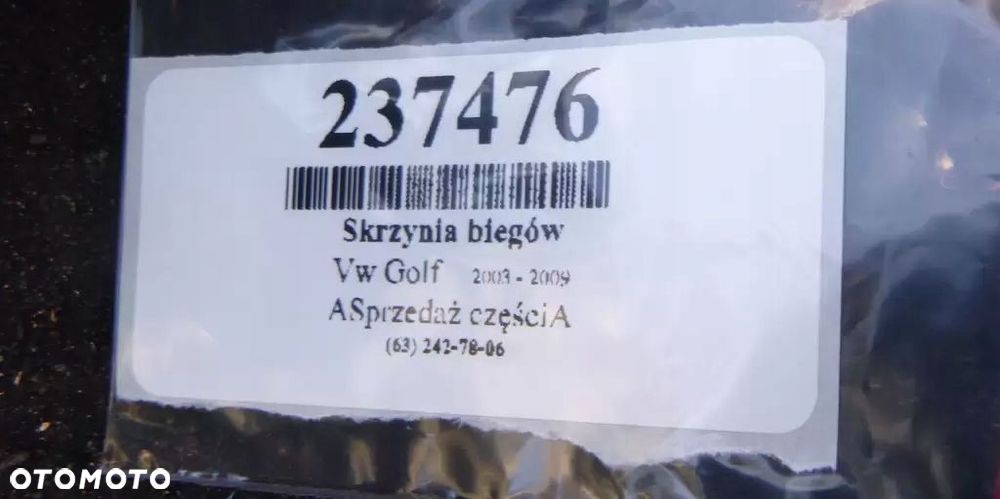 237476
Skrzynia biegów
Vw Golf 2003 - 2009
ASprzedaż częściA
(63) 242-78-06
OTOMOTO